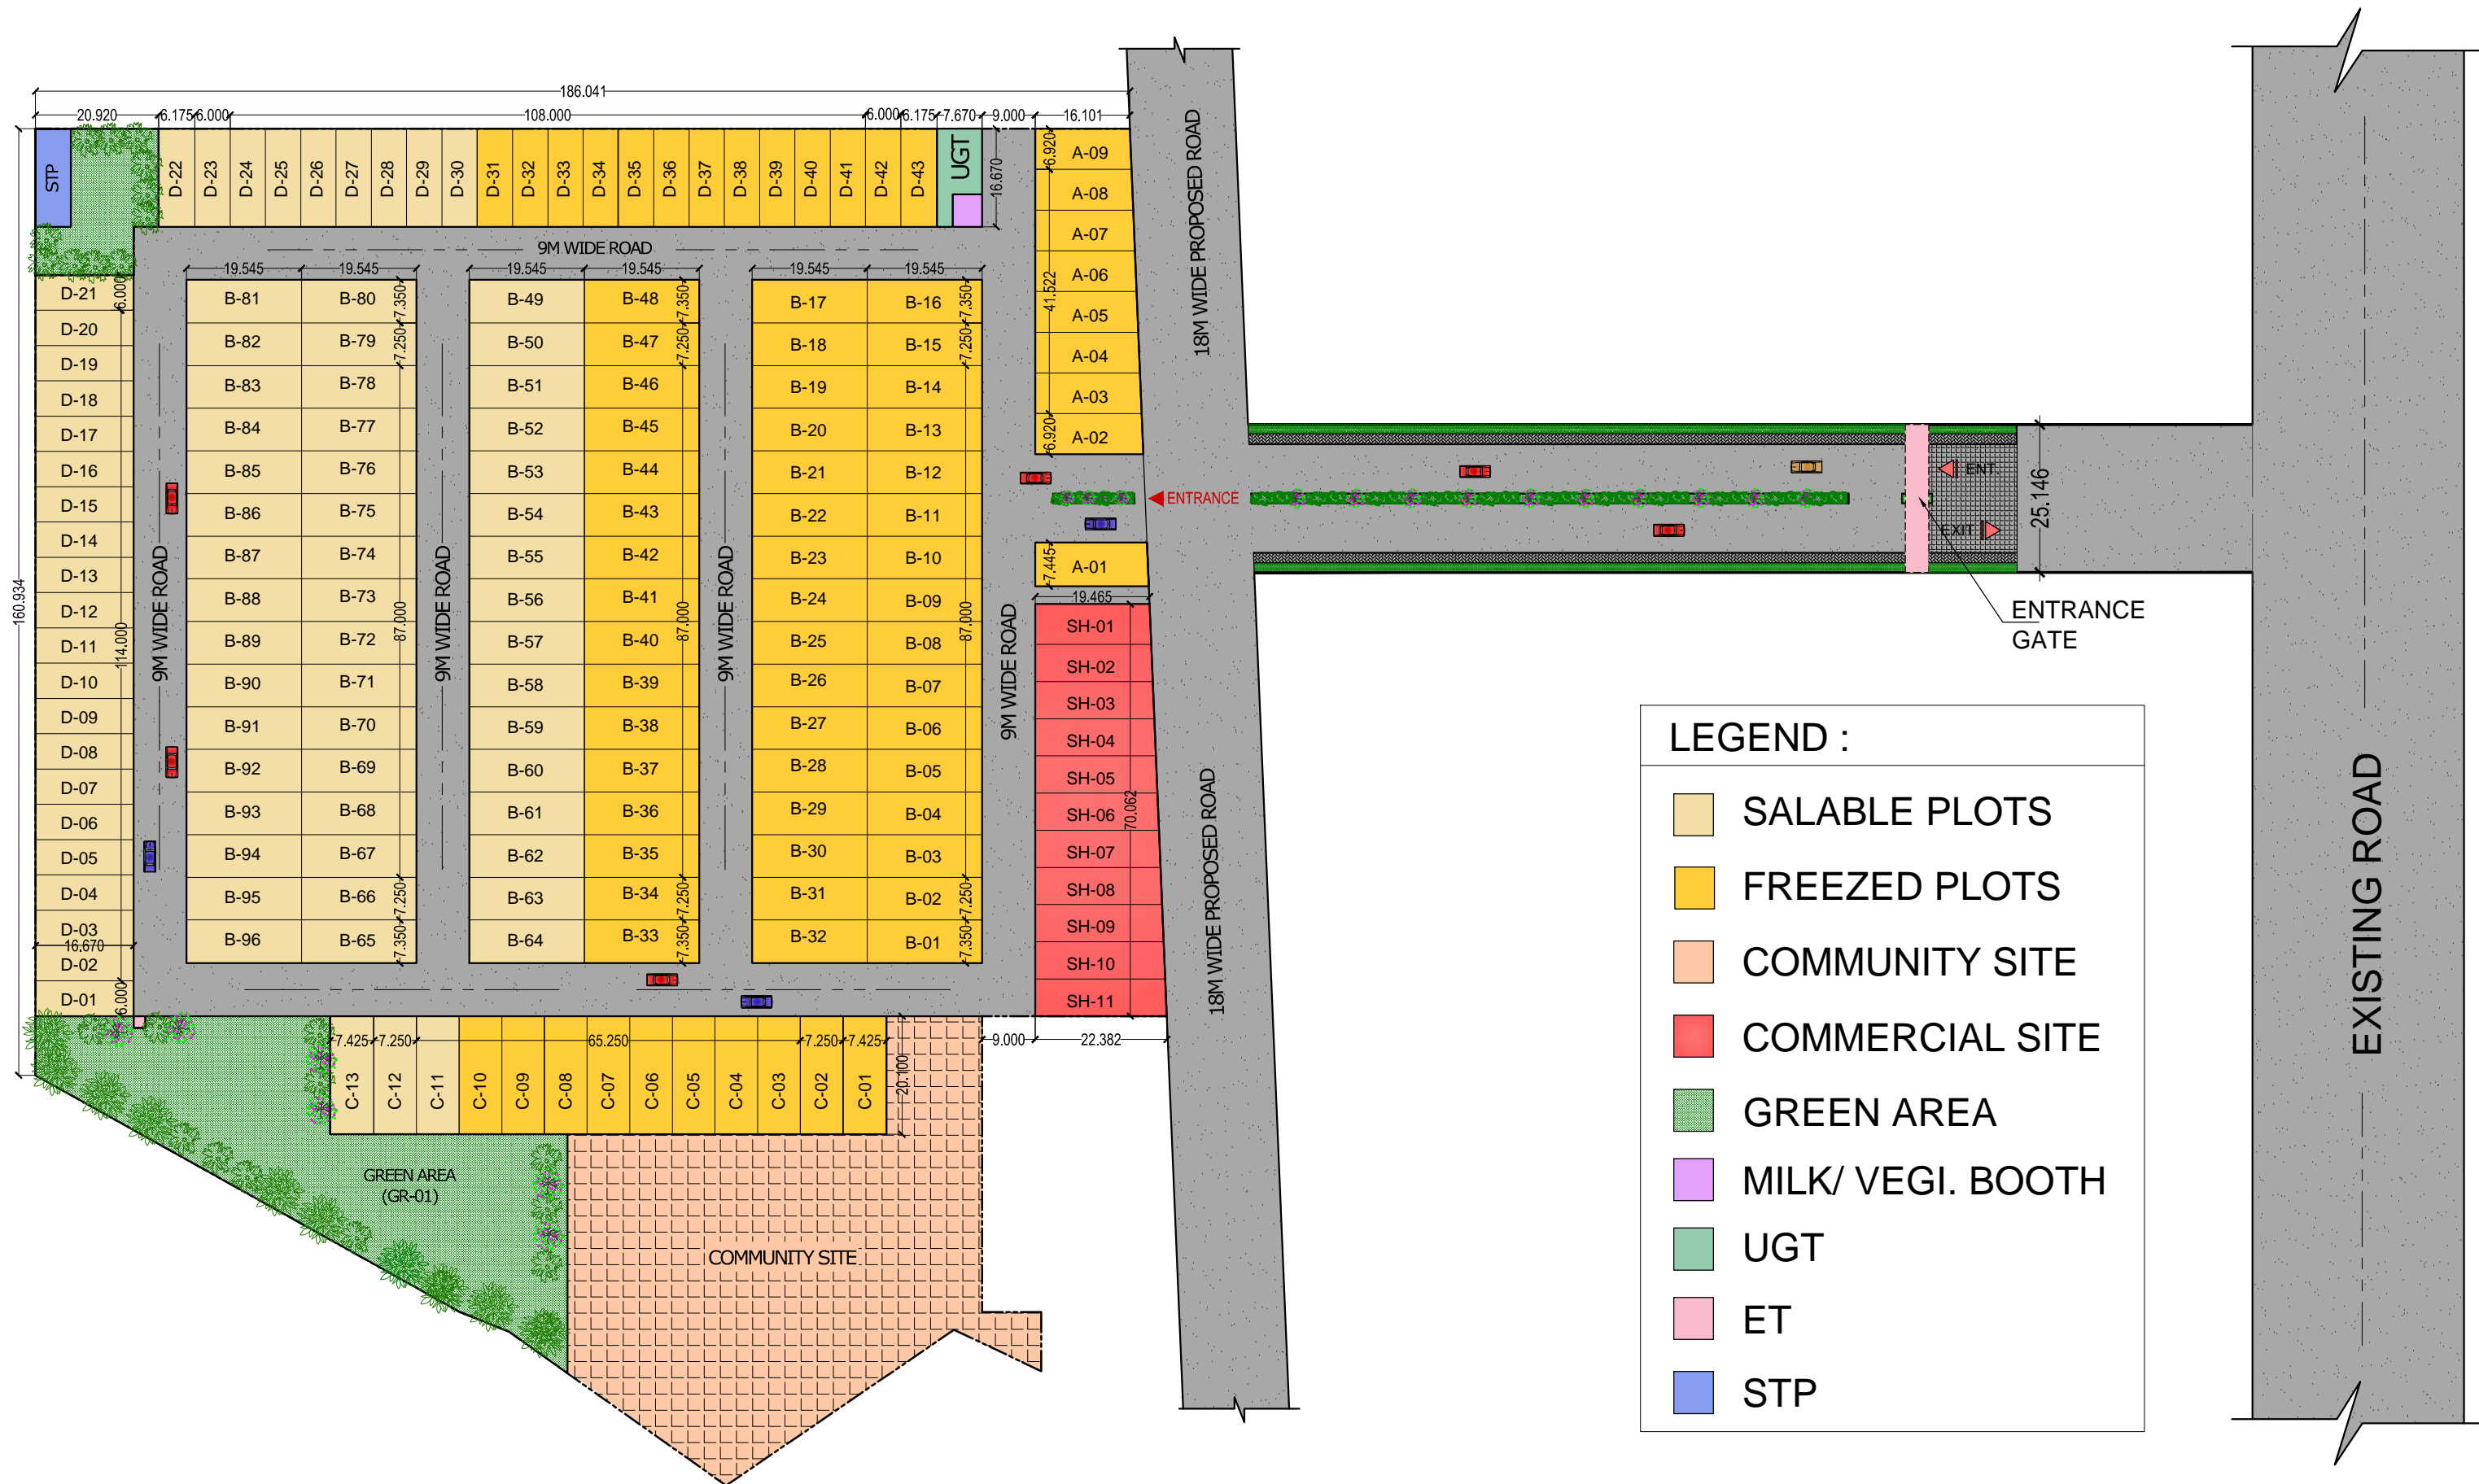 186.041
20.920
6.175
6.000
108.000
6.000
6.175
7.670
9.000
16.101
160.934
STP
D-22
D-23
D-24
D-25
D-26
D-27
D-28
D-29
D-30
D-31
D-32
D-33
D-34
D-35
D-36
D-37
D-38
D-39
D-40
D-41
D-42
D-43
UGT
16.670
9M WIDE ROAD
D-21
D-20
D-19
D-18
D-17
D-16
D-15
D-14
D-13
D-12
D-11
D-10
D-09
D-08
D-07
D-06
D-05
D-04
D-03
16.670
D-02
D-01
6.000
114.000
6.000
9M WIDE ROAD
19.545
19.545
B-81
B-82
B-83
B-84
B-85
B-86
B-87
B-88
B-89
B-90
B-91
B-92
B-93
B-94
B-95
B-96
B-80
B-79
B-78
B-77
B-76
B-75
B-74
B-73
B-72
B-71
B-70
B-69
B-68
B-67
B-66
B-65
7.350
7.250
87.000
7.250
7.350
9M WIDE ROAD
19.545
19.545
B-49
B-50
B-51
B-52
B-53
B-54
B-55
B-56
B-57
B-58
B-59
B-60
B-61
B-62
B-63
B-64
B-48
B-47
B-46
B-45
B-44
B-43
B-42
B-41
B-40
B-39
B-38
B-37
B-36
B-35
B-34
B-33
7.350
7.250
87.000
7.250
7.350
9M WIDE ROAD
19.545
19.545
B-17
B-18
B-19
B-20
B-21
B-22
B-23
B-24
B-25
B-26
B-27
B-28
B-29
B-30
B-31
B-32
B-16
B-15
B-14
B-13
B-12
B-11
B-10
B-09
B-08
B-07
B-06
B-05
B-04
B-03
B-02
B-01
7.350
7.250
87.000
7.250
7.350
9M WIDE ROAD
6.920
41.522
6.920
A-09
A-08
A-07
A-06
A-05
A-04
A-03
A-02
ENTRANCE
7.445
A-01
19.465
SH-01
SH-02
SH-03
SH-04
SH-05
SH-06
SH-07
SH-08
SH-09
SH-10
SH-11
70.062
9.000
22.382
18M WIDE PROPOSED ROAD
18M WIDE PROPOSED ROAD
7.425
7.250
65.250
7.250
7.425
C-13
C-12
C-11
C-10
C-09
C-08
C-07
C-06
C-05
C-04
C-03
C-02
C-01
20.100
GREEN AREA
(GR-01)
COMMUNITY SITE
ENT.
EXIT
25.146
ENTRANCE
GATE
EXISTING ROAD
LEGEND :
SALABLE PLOTS
FREEZED PLOTS
COMMUNITY SITE
COMMERCIAL SITE
GREEN AREA
MILK/ VEGI. BOOTH
UGT
ET
STP